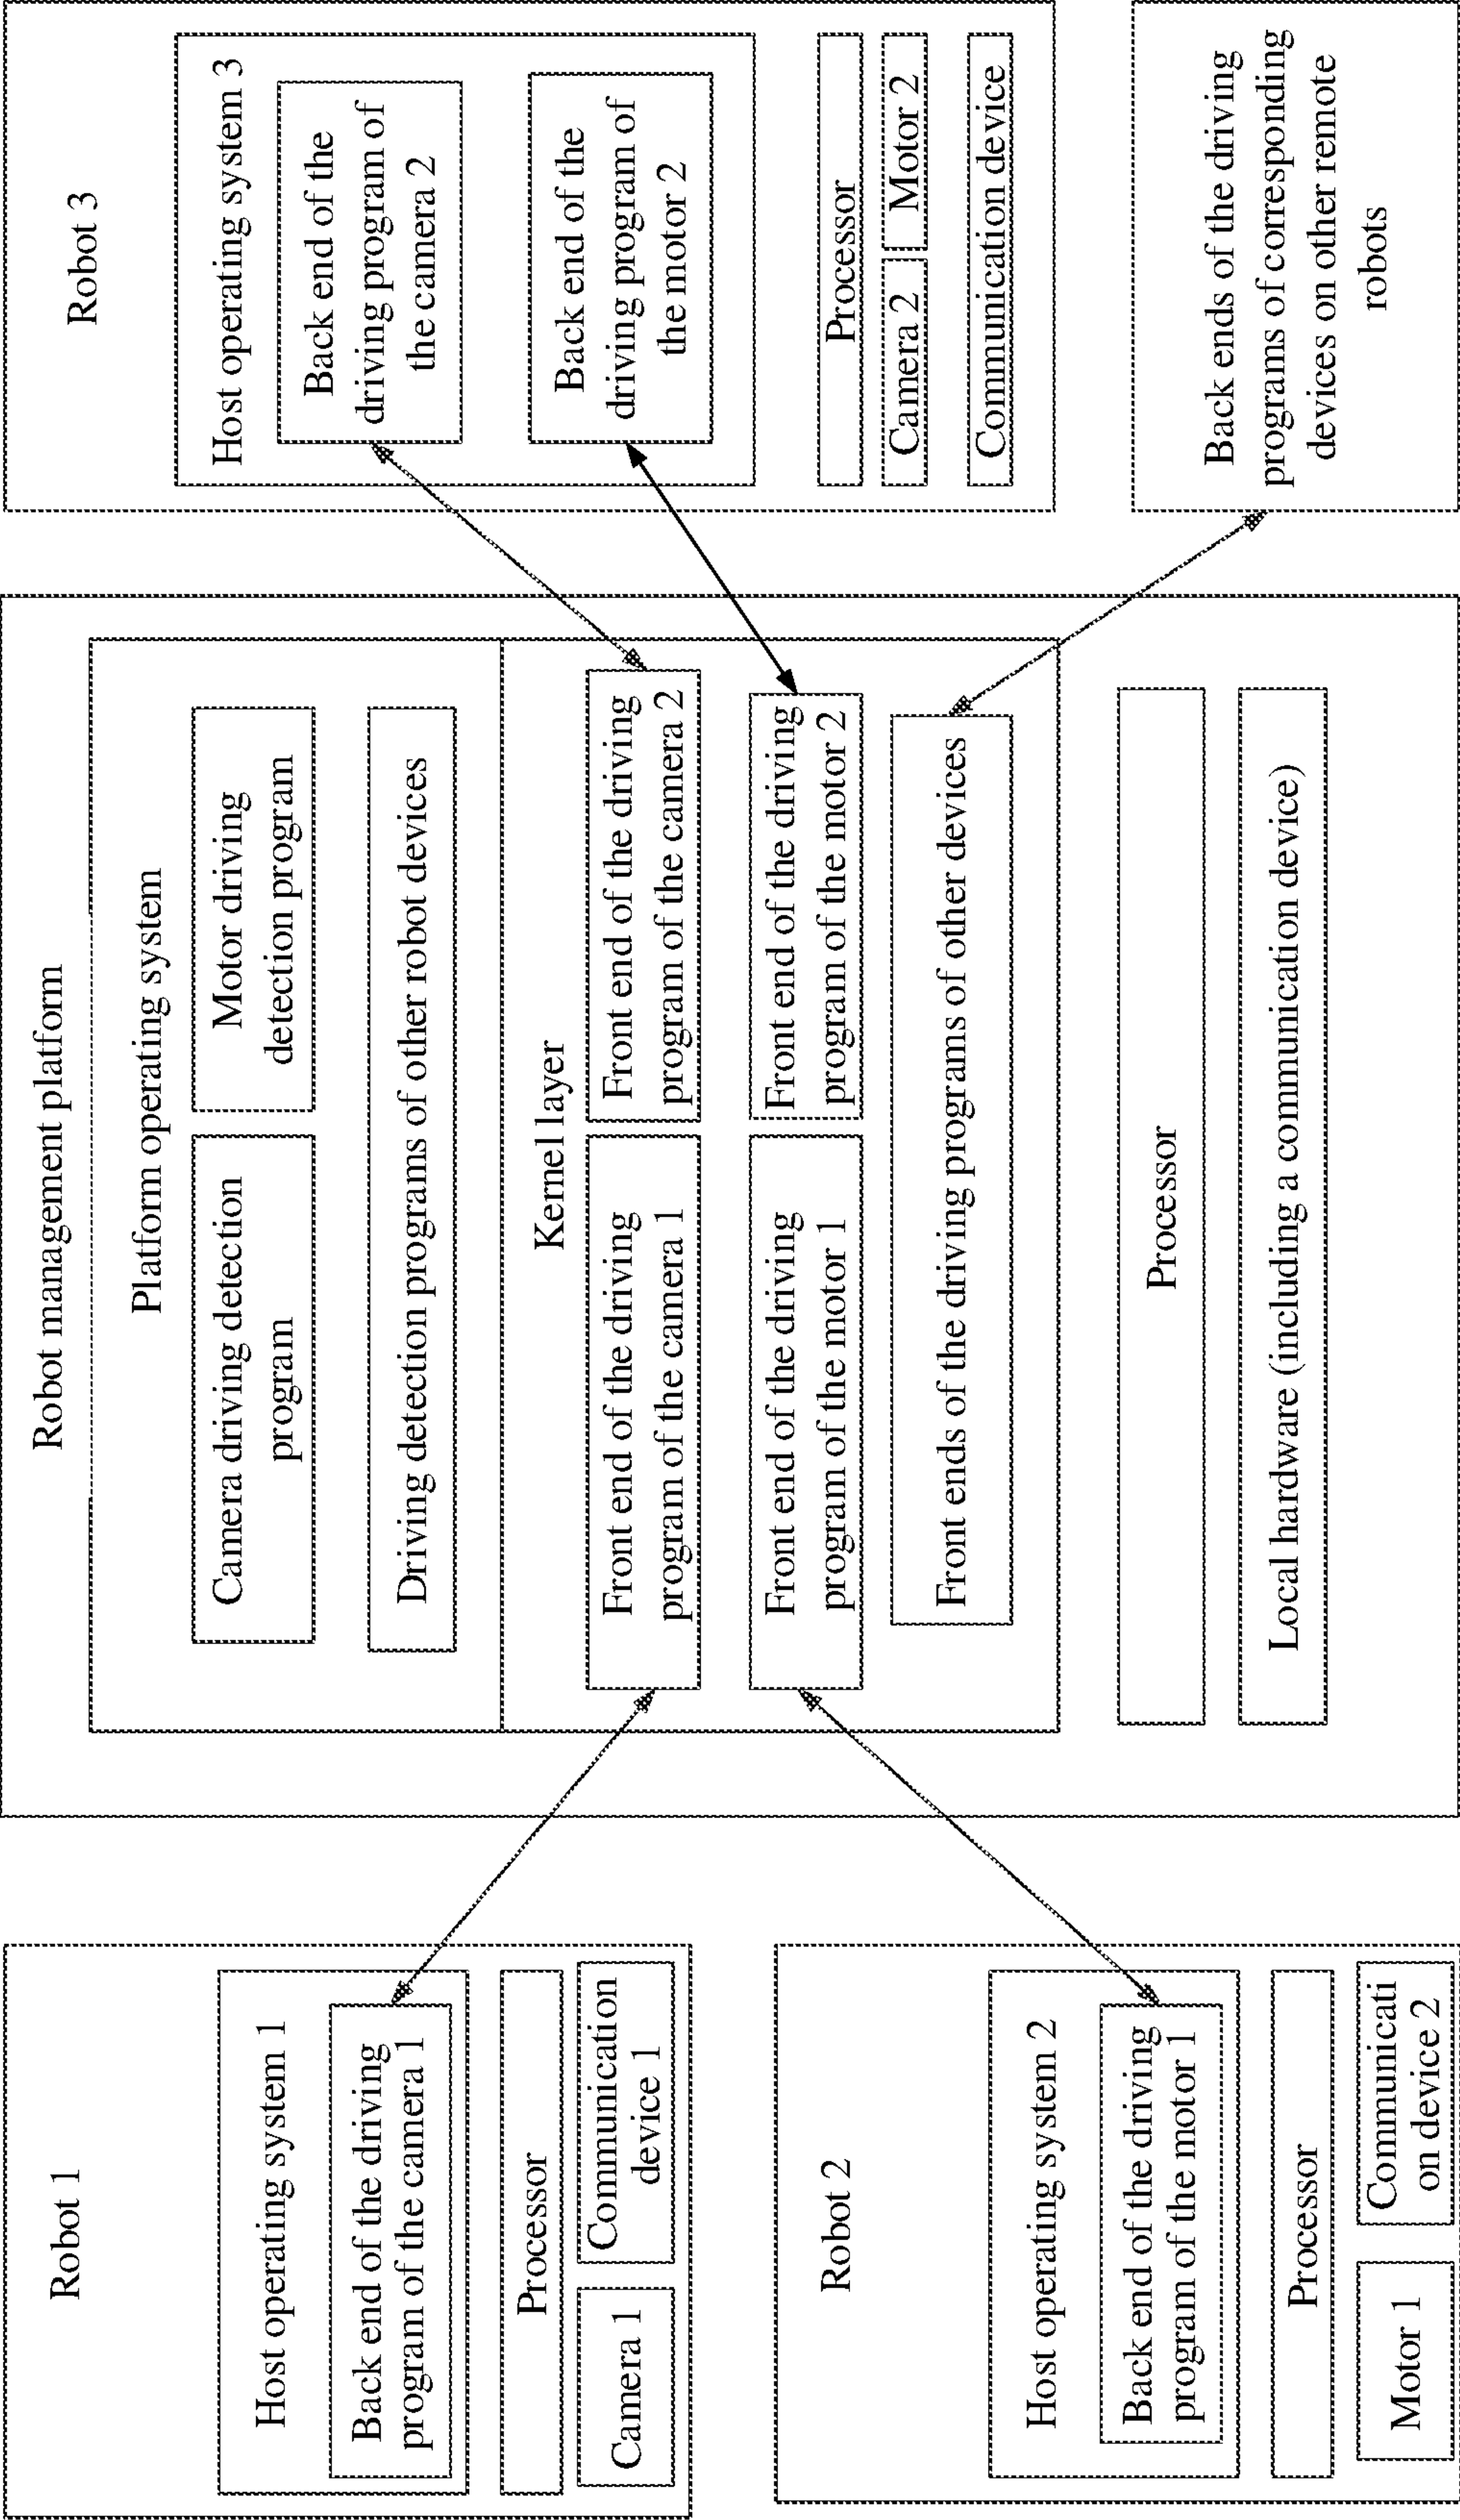 Robot 1
Host operating system 1
Back end of the driving
program of the camera 1
Processor
Camera 1
Communication
device 1
Robot 2
Host operating system 2
Back end of the driving
program of the motor 1
Processor
Motor 1
Communicati
on device 2
Robot management platform
Platform operating system
Camera driving detection
program
Motor driving
detection program
Driving detection programs of other robot devices
Kernel layer
Front end of the driving
program of the camera 1
Front end of the driving
program of the camera 2
Front end of the driving
program of the motor 1
Front end of the driving
program of the motor 2
Front ends of the driving programs of other devices
Processor
Local hardware (including a communication device)
Robot 3
Host operating system 3
Back end of the
driving program of
the camera 2
Back end of the
driving program of
the motor 2
Processor
Camera 2
Motor 2
Communication device
Back ends of the driving
programs of corresponding
devices on other remote
robots